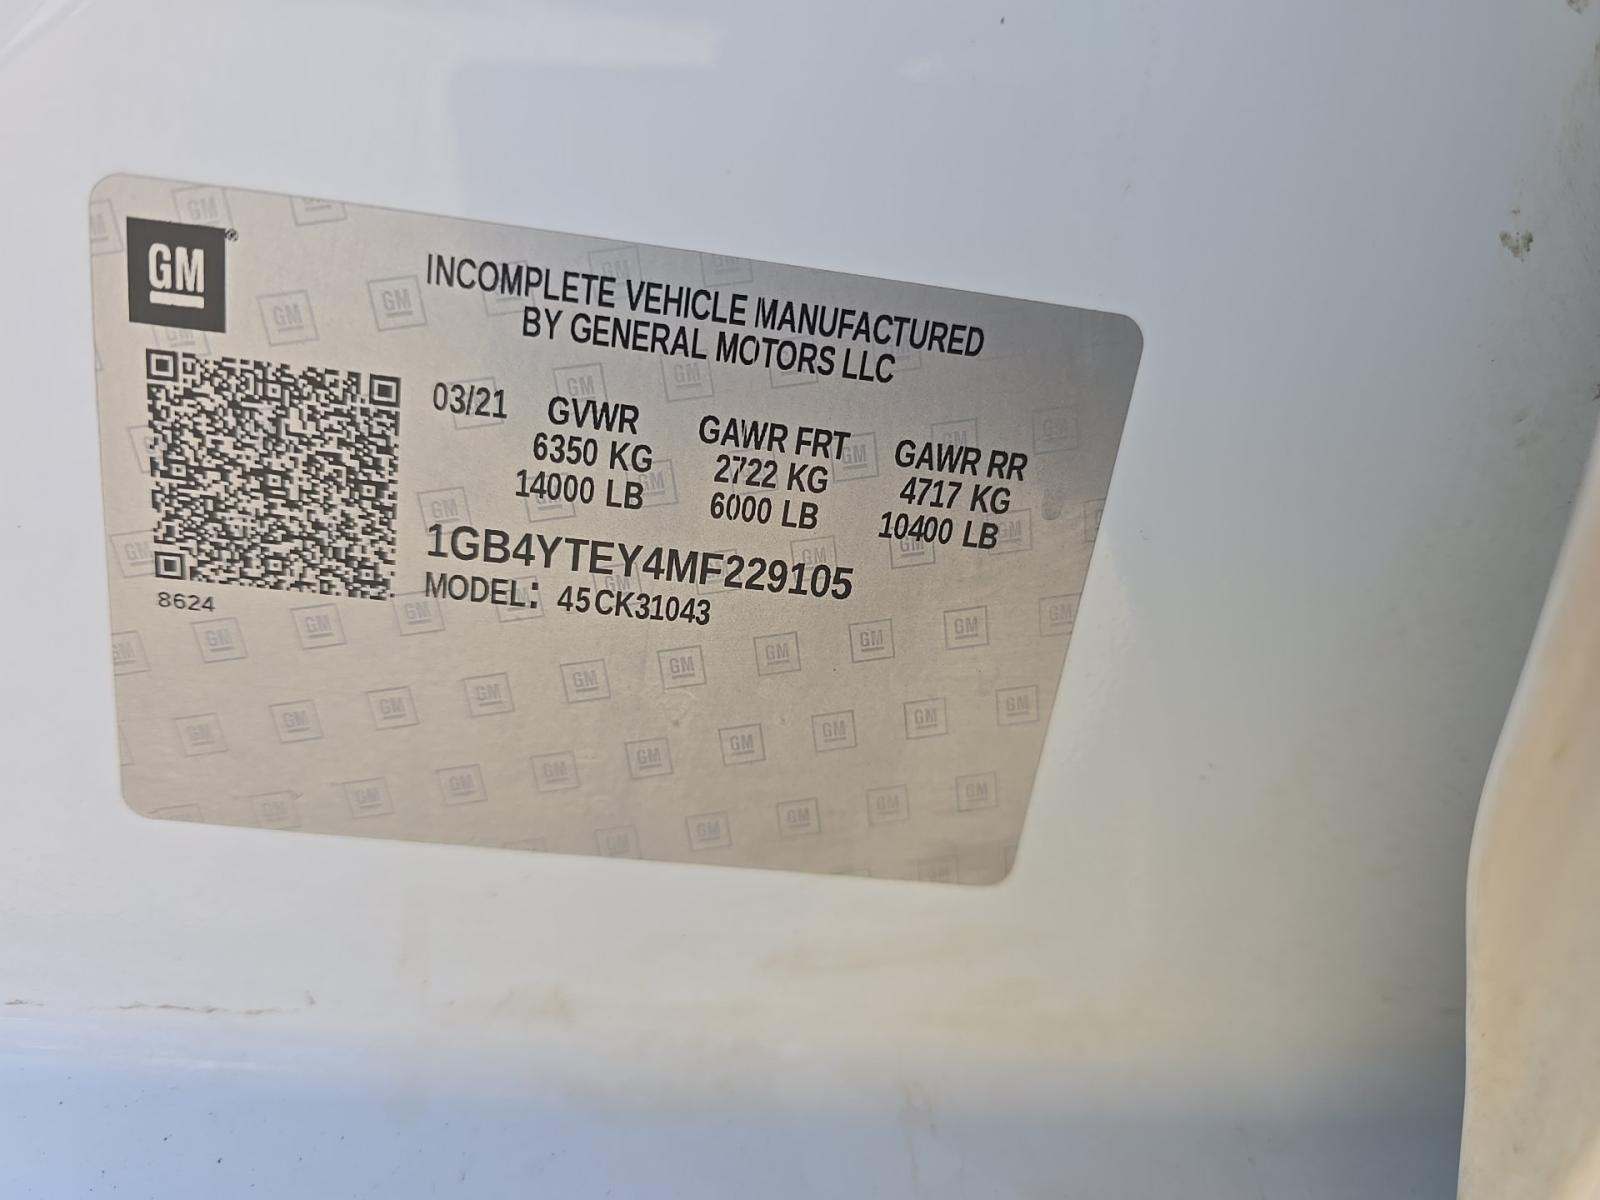 GM®
INCOMPLETE VEHICLE MANUFACTURED
BY GENERAL MOTORS LLC
03/21
GVWR GAWR FRT GAWR RR
6350 KG 2722 KG 4717 KG
14000 LB 6000 LB 10400 LB
1GB4YTEY4MF229105
MODEL: 45CK31043
8624